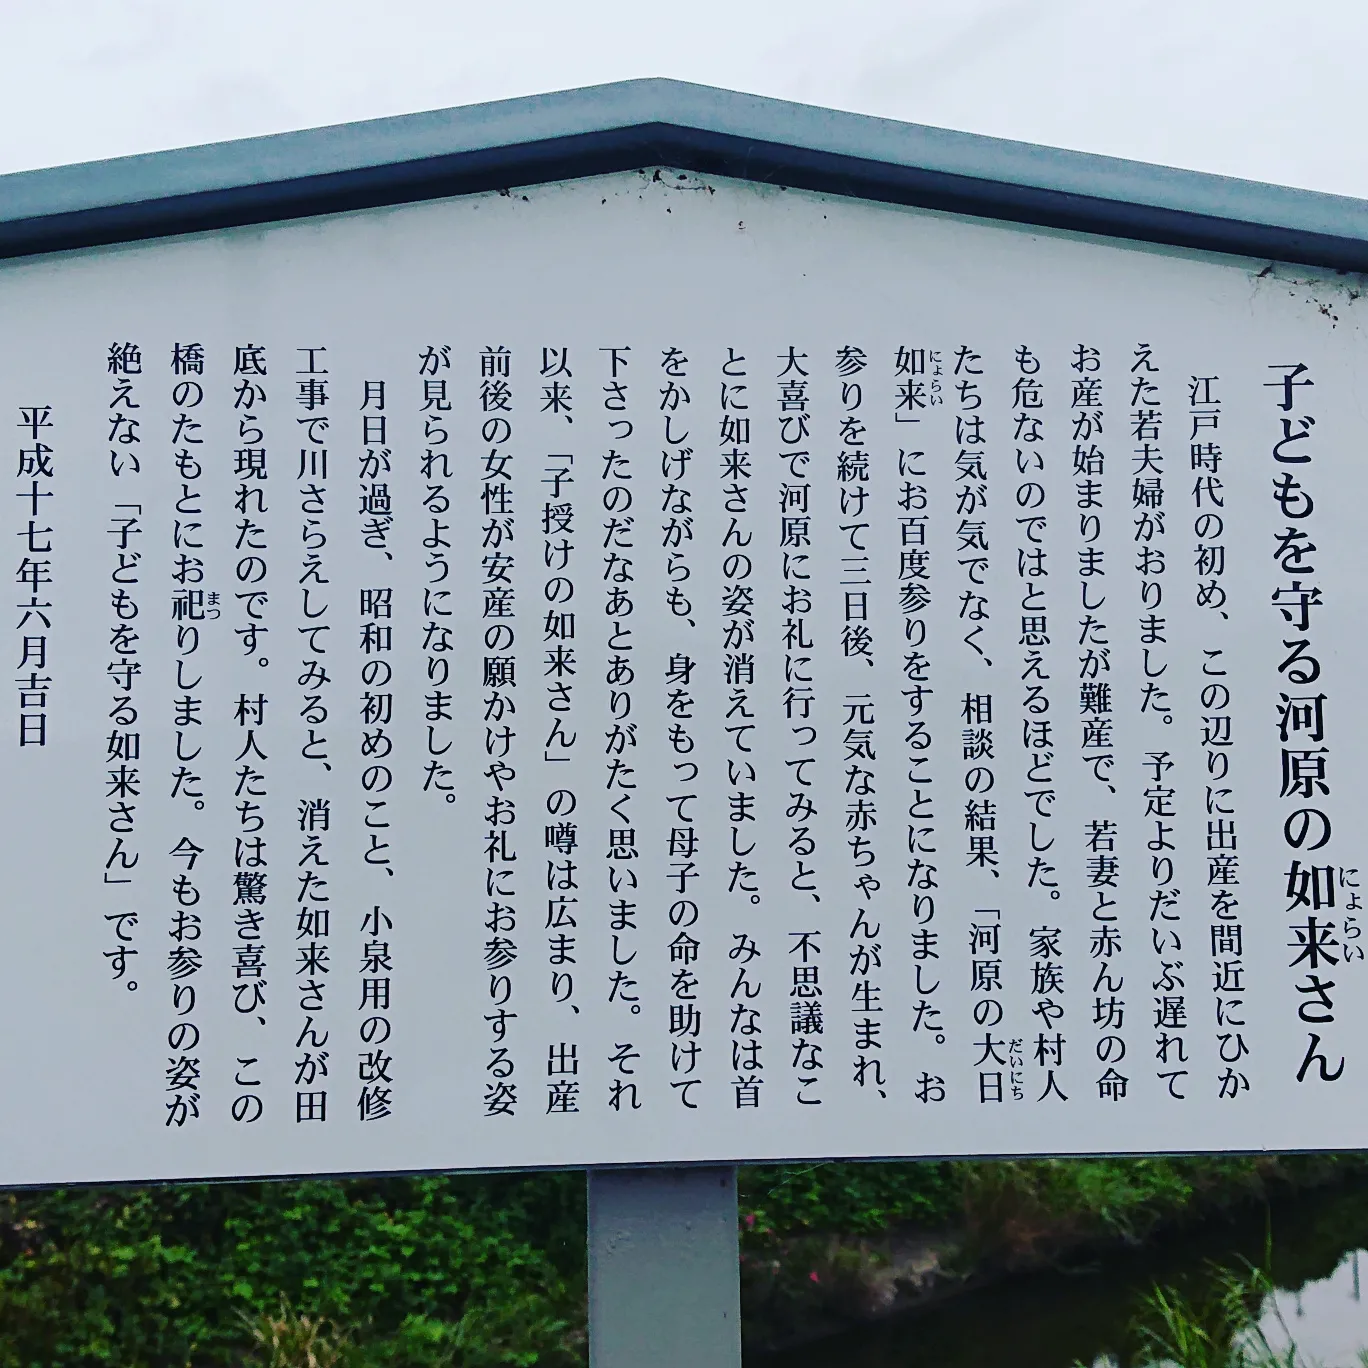 子どもを守る河原の如来さん
江戸時代の初め、この辺りに出産を間近にひか
えた若夫婦がおりました。予定よりだいぶ遅れて
お産が始まりましたが難産で、若妻と赤ん坊の命
も危ないのではと思えるほどでした。家族や村人
たちは気が気でなく、相談の結果、「河原の大日
如来」にお百度参りをすることになりました。お
参りを続けて三日後、元気な赤ちゃんが生まれ、
大喜びで河原にお礼に行ってみると、不思議なこ
とに如来さんの姿が消えていました。みんなは首
をかしげながらも、身をもって母子の命を助けて
下さったのだなあとありがたく思いました。それ
以来、「子授けの如来さん」の噂は広まり、出産
前後の女性が安産の願かけやお礼にお参りする姿
が見られるようになりました。
月日が過ぎ、昭和の初めのこと、小泉用の改修
工事で川さらえしてみると、消えた如来さんが田
底から現れたのです。村人たちは驚き喜び、この
橋のたもとにお祀りしました。今もお参りの姿が
絶えない「子どもを守る如来さん」です。
平成十七年六月吉日